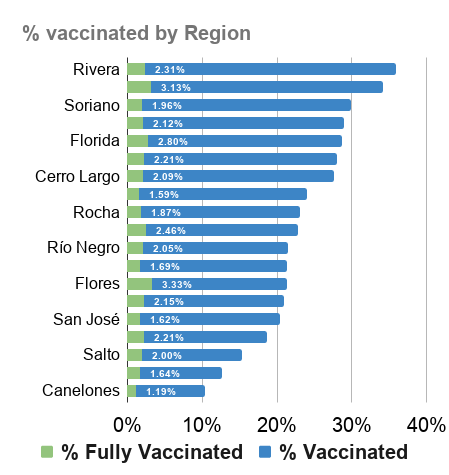 % vaccinated by Region
Rivera 2.31%
3.13%
Soriano 1.96%
2.12%
Florida 2.80%
2.21%
Cerro Largo 2.09%
1.59%
Rocha 1.87%
2.46%
Río Negro 2.05%
1.69%
Flores 3.33%
2.15%
San José 1.62%
2.21%
Salto 2.00%
1.64%
Canelones 1.19%
0% 10% 20% 30% 40%
% Fully Vaccinated % Vaccinated